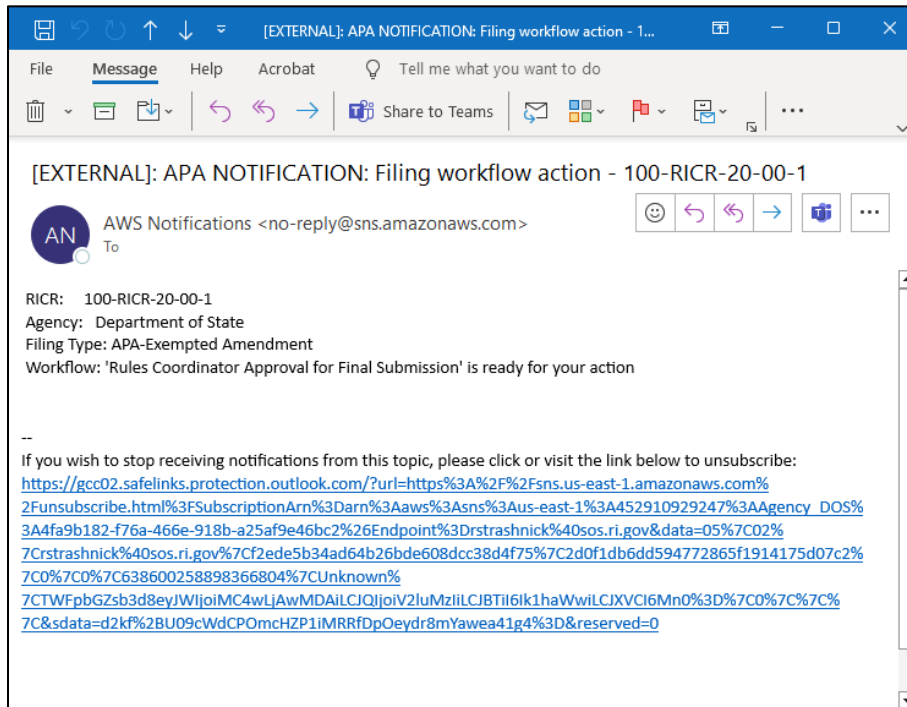 [EXTERNAL]: APA NOTIFICATION: Filing workflow action - 1...
File Message Help Acrobat Tell me what you want to do
Share to Teams
[EXTERNAL]: APA NOTIFICATION: Filing workflow action - 100-RICR-20-00-1
AN
AWS Notifications <no-reply@sns.amazonaws.com>
To
RICR: 100-RICR-20-00-1
Agency: Department of State
Filing Type: APA-Exempted Amendment
Workflow: 'Rules Coordinator Approval for Final Submission' is ready for your action
--
If you wish to stop receiving notifications from this topic, please click or visit the link below to unsubscribe:
https://gcc02.safelinks.protection.outlook.com/?url=https%3A%2F%2Fsns.us-east-1.amazonaws.com%
2Funsubscribe.html%3FSubscriptionArn%3Darn%3Aaws%3Asns%3Aus-east-1%3A452910929247%3AAgency_DOS%
3A4fa9b182-f76a-466e-918b-a25af9e46bc2%26Endpoint%3Drstrashnick%40sos.ri.gov&data=05%7C02%
7Crstrashnick%40sos.ri.gov%7Cf2ede5b34ad64b26bde608dcc38d4f75%7C2d0f1db6dd594772865f1914175d07c2%
7C0%7C0%7C638600258898366804%7CUnknown%
7CTWFpbGZsb3d8eyJWIjoiMC4wLjAwMDAiLCJQIjoiV2luMzIiLCJBTiI6Ik1haWwiLCJXVCI6Mn0%3D%7C0%7C%7C%
7C&sdata=d2kf%2BU09cWdCPOmcHZP1iMRRfDpOeydr8mYawea41g4%3D&reserved=0